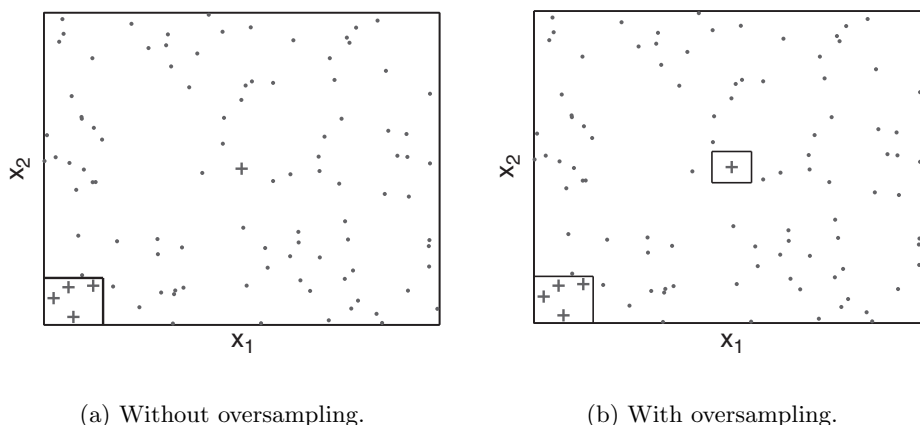 x₂
x₁
(a) Without oversampling.
x₂
x₁
(b) With oversampling.